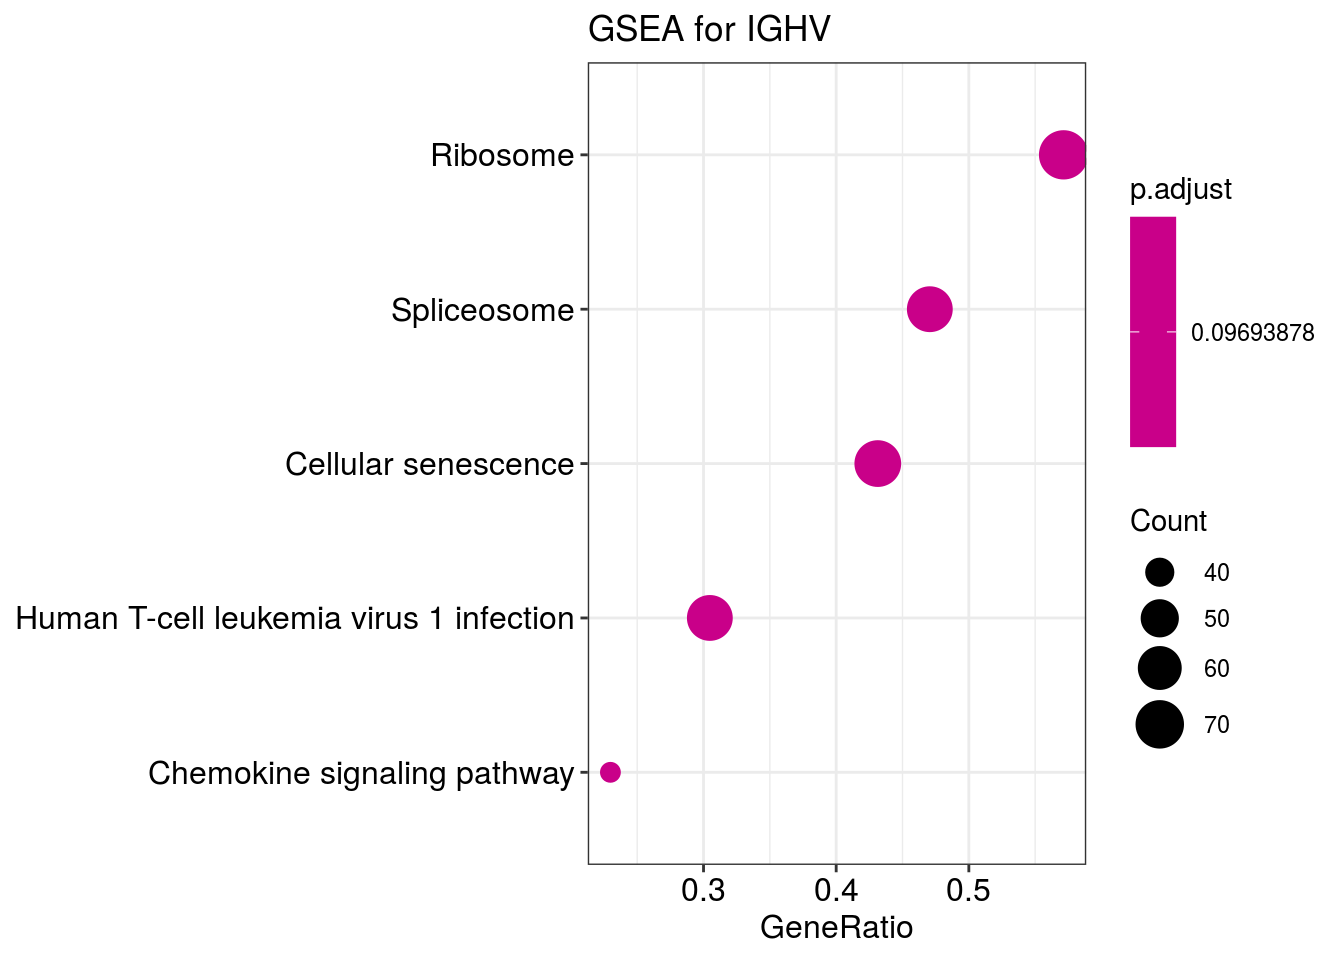 GSEA for IGHV
Ribosome
Spliceosome
Cellular senescence
Human T-cell leukemia virus 1 infection
Chemokine signaling pathway
0.3
0.4
0.5
GeneRatio
p.adjust
0.09693878
Count
40
50
60
70